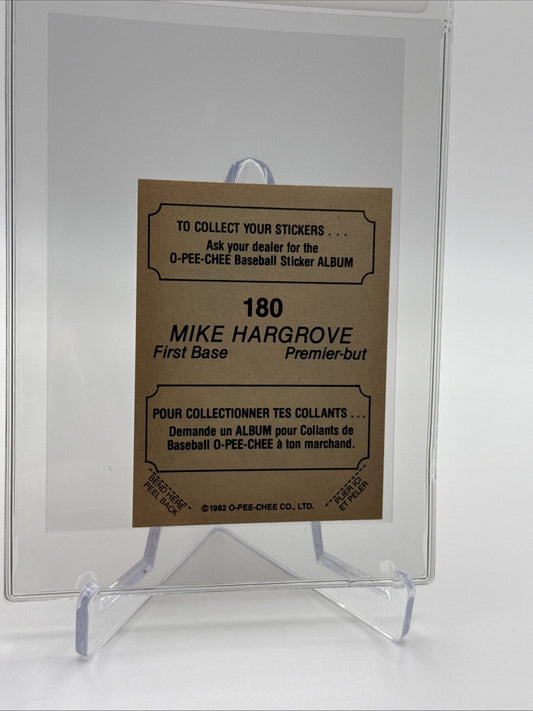 TO COLLECT YOUR STICKERS . . .
Ask your dealer for the
O-PEE-CHEE Baseball Sticker ALBUM
180
MIKE HARGROVE
First Base Premier-but
POUR COLLECTIONNER TES COLLANTS . . .
Demande un ALBUM pour Collants de
Baseball O-PEE-CHEE à ton marchand.
BEND HERE
PEEL BACK
PLIER ICI
ET PELER
©1982 O-PEE-CHEE CO., LTD.